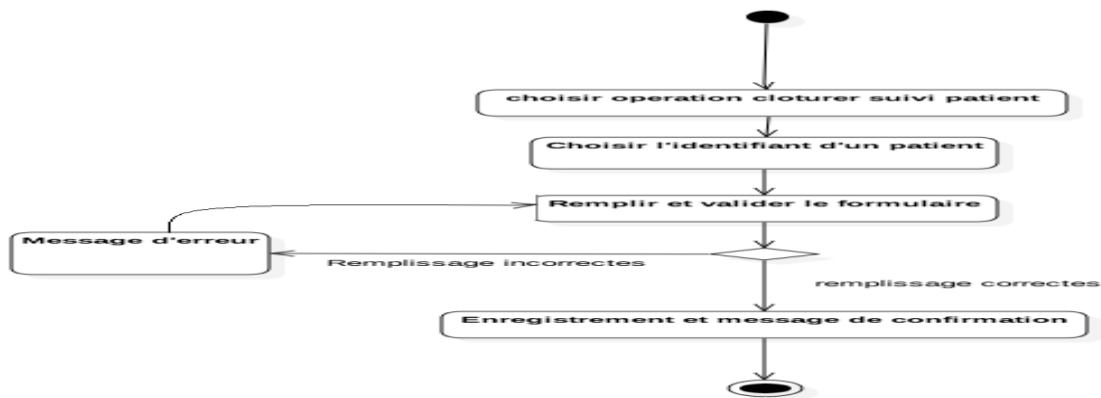 choisir operation cloturer suivi patient
Choisir l'identifiant d'un patient
Remplir et valider le formulaire
Message d'erreur
Remplissage incorrectes
remplissage correctes
Enregistrement et message de confirmation